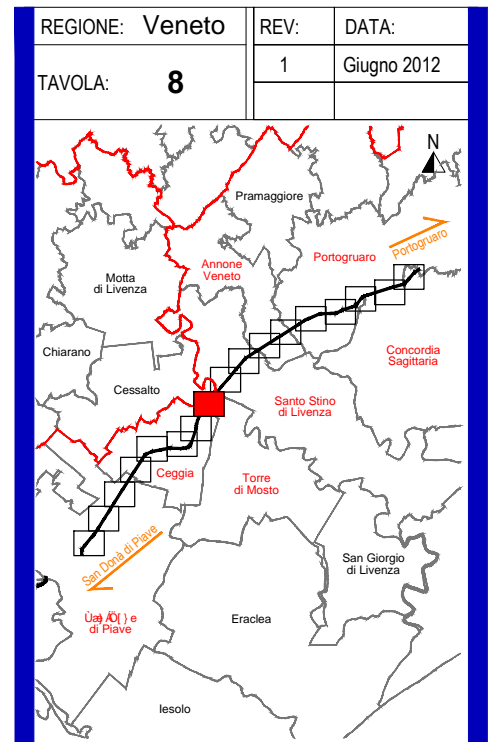 REGIONE: Veneto
REV:
DATA:
TAVOLA: 8
1
Giugno 2012
N
Pramaggiore
Portogruaro
Portogruaro
Annone
Veneto
Motta
di Livenza
Chiarano
Concordia
Sagittaria
Cessalto
Santo Stino
di Livenza
Ceggia
Torre
di Mosto
San Donà di Piave
San Giorgio
di Livenza
di Piave
Eraclea
Iesolo